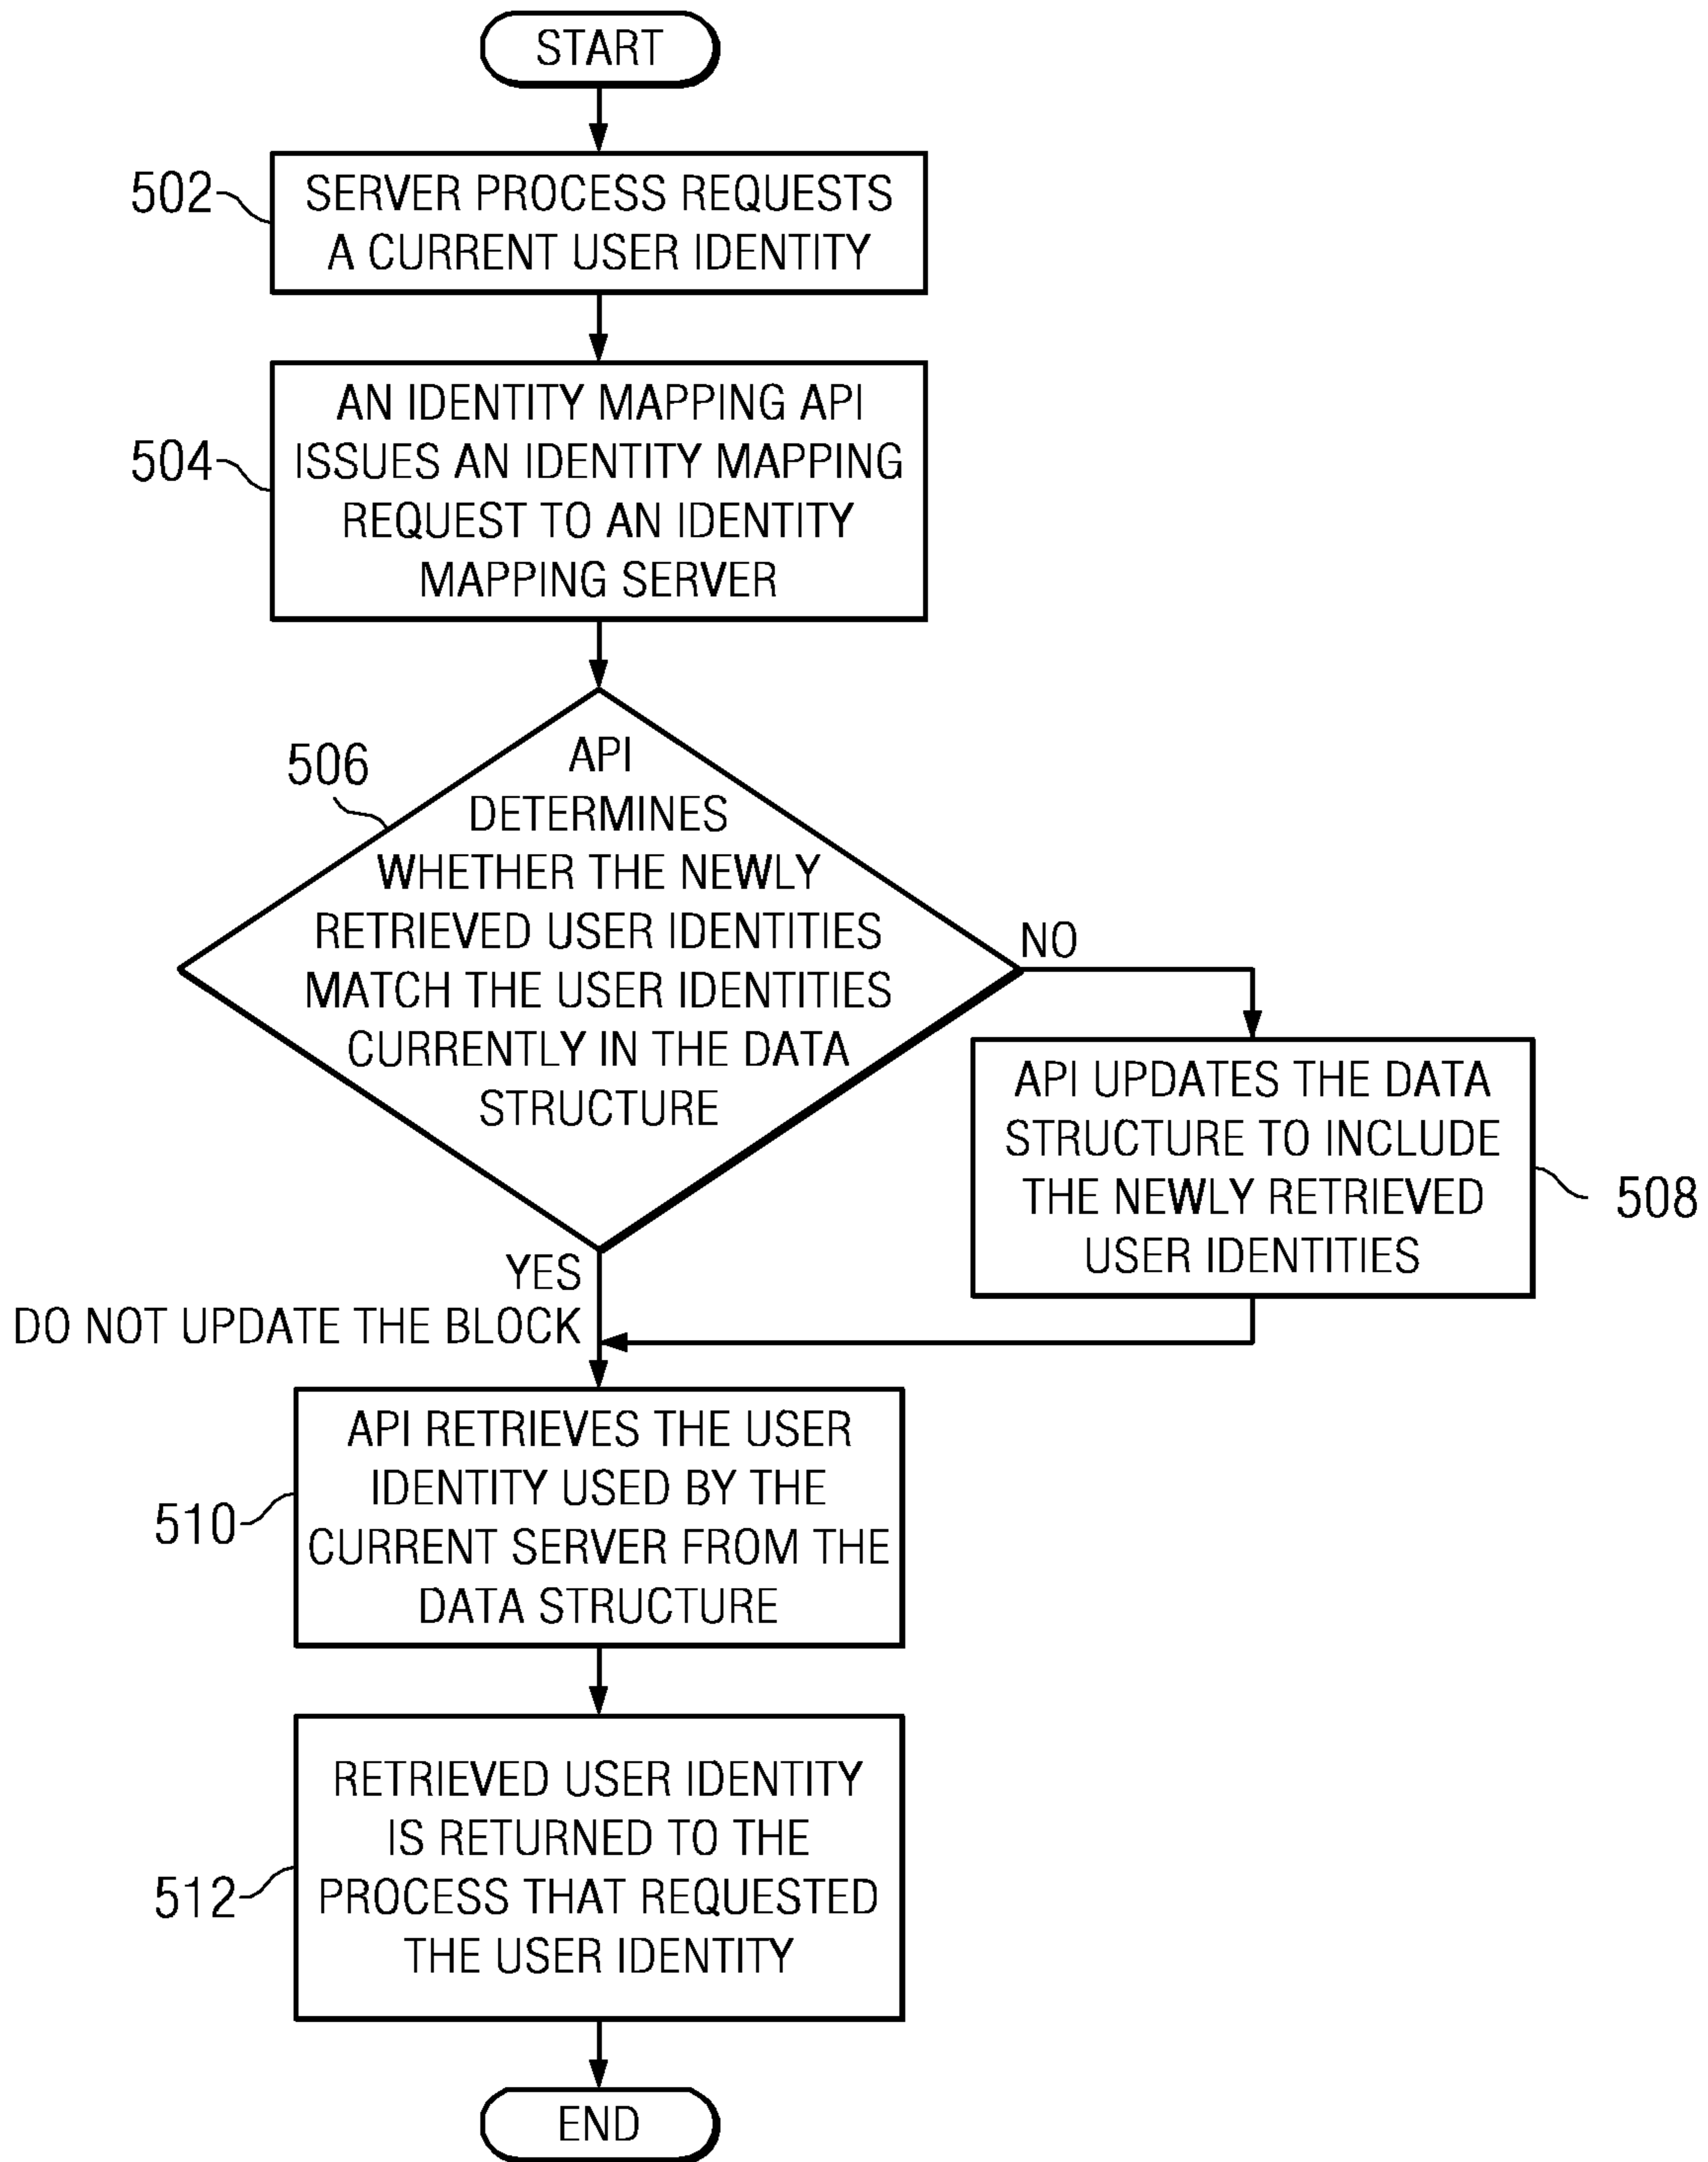 START
502
SERVER PROCESS REQUESTS
A CURRENT USER IDENTITY
504
AN IDENTITY MAPPING API
ISSUES AN IDENTITY MAPPING
REQUEST TO AN IDENTITY
MAPPING SERVER
506
API
DETERMINES
WHETHER THE NEWLY
RETRIEVED USER IDENTITIES
MATCH THE USER IDENTITIES
CURRENTLY IN THE DATA
STRUCTURE
NO
API UPDATES THE DATA
STRUCTURE TO INCLUDE
THE NEWLY RETRIEVED
USER IDENTITIES
508
YES
DO NOT UPDATE THE BLOCK
510
API RETRIEVES THE USER
IDENTITY USED BY THE
CURRENT SERVER FROM THE
DATA STRUCTURE
512
RETRIEVED USER IDENTITY
IS RETURNED TO THE
PROCESS THAT REQUESTED
THE USER IDENTITY
END